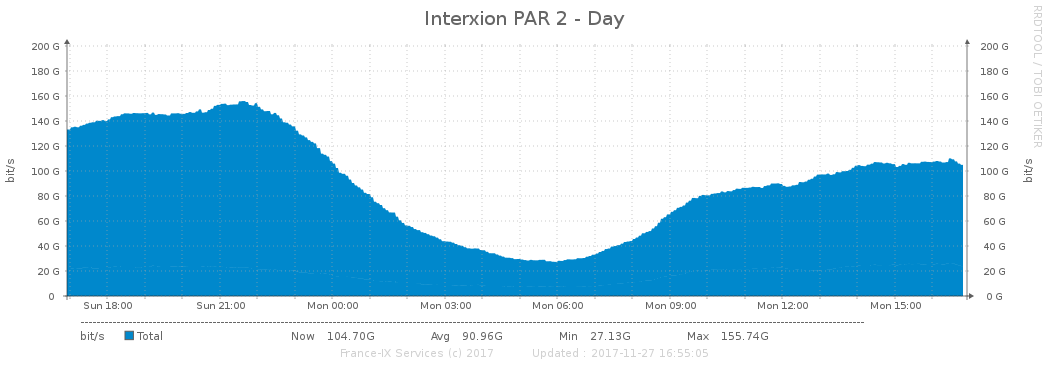 Interxion PAR 2 - Day
RRDTOOL / TOBI OETIKER
200 G 200 G
180 G 180 G
160 G 160 G
140 G 140 G
120 G 120 G
100 G 100 G
80 G 80 G
60 G 60 G
40 G 40 G
20 G 20 G
0 0 G
bit/s
bit/s
Sun 18:00 Sun 21:00 Mon 00:00 Mon 03:00 Mon 06:00 Mon 09:00 Mon 12:00 Mon 15:00
bit/s Total Now 104.70G Avg 90.96G Min 27.13G Max 155.74G
France-IX Services (c) 2017 Updated : 2017-11-27 16:55:05